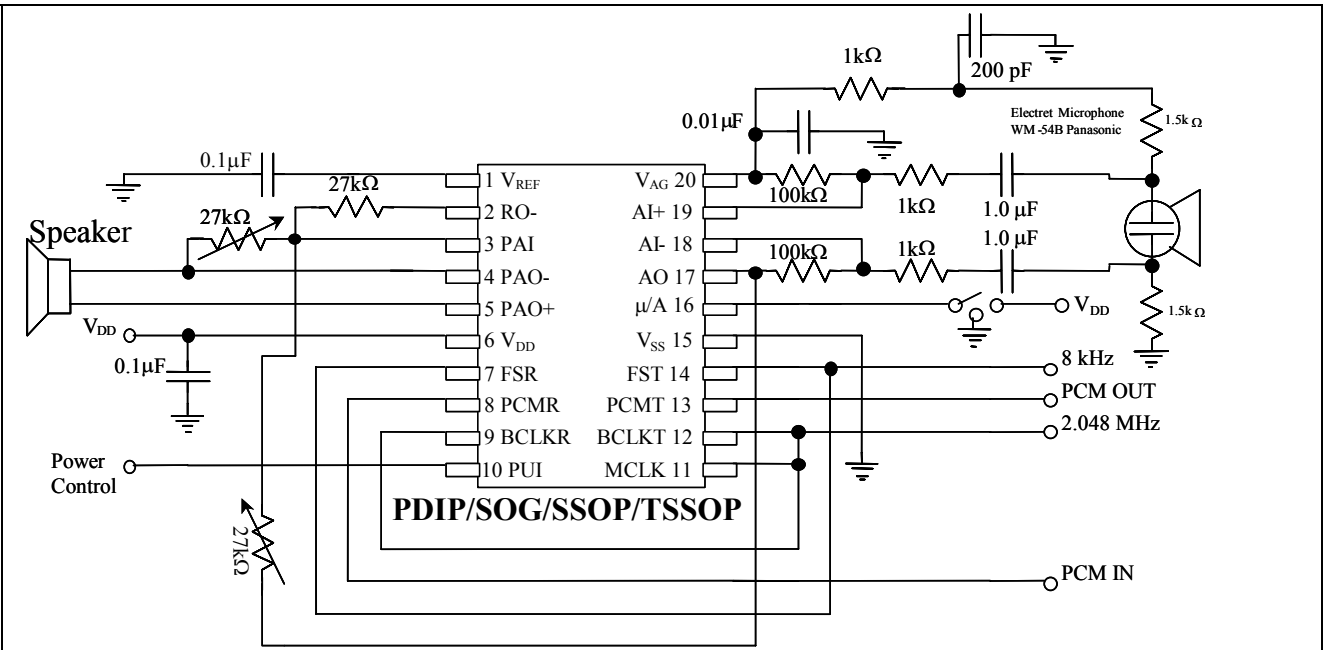 1kΩ
200 pF
Electret Microphone
WM -54B Panasonic
1.5k Ω
0.01µF
0.1µF
27kΩ
27kΩ
Speaker
1 VREF
VAG 20
100kΩ
1kΩ
1.0 µF
2 RO-
AI+ 19
3 PAI
AI- 18
100kΩ
1kΩ
1.0 µF
4 PAO-
AO 17
5 PAO+
µ/A 16
VDD
1.5k Ω
VDD
6 VDD
VSS 15
0.1µF
7 FSR
FST 14
8 kHz
8 PCMR
PCMT 13
PCM OUT
9 BCLKR
BCLKT 12
2.048 MHz
Power
Control
10 PUI
MCLK 11
PDIP/SOG/SSOP/TSSOP
27kΩ
PCM IN